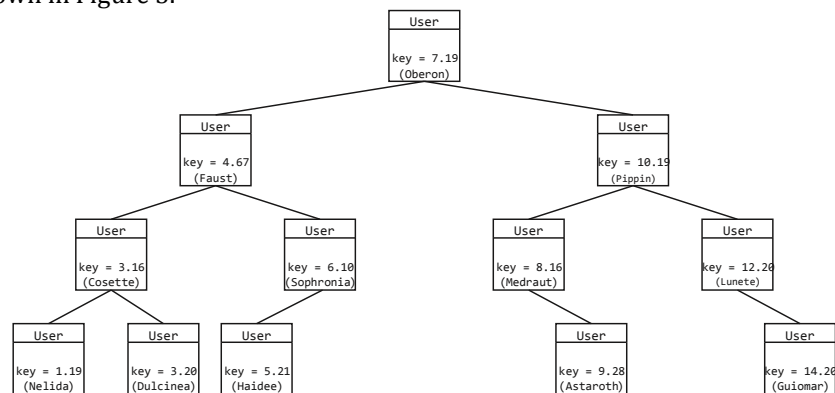 own in Figure 3.
User
key = 7.19
(Oberon)
User
key = 4.67
(Faust)
User
key = 10.19
(Pippin)
User
key = 3.16
(Cosette)
User
key = 6.10
(Sophronia)
User
key = 8.16
(Medraut)
User
key = 12.20
(Lunete)
User
key = 1.19
(Nelida)
User
key = 3.20
(Dulcinea)
User
key = 5.21
(Haidee)
User
key = 9.28
(Astaroth)
User
key = 14.20
(Guiomar)